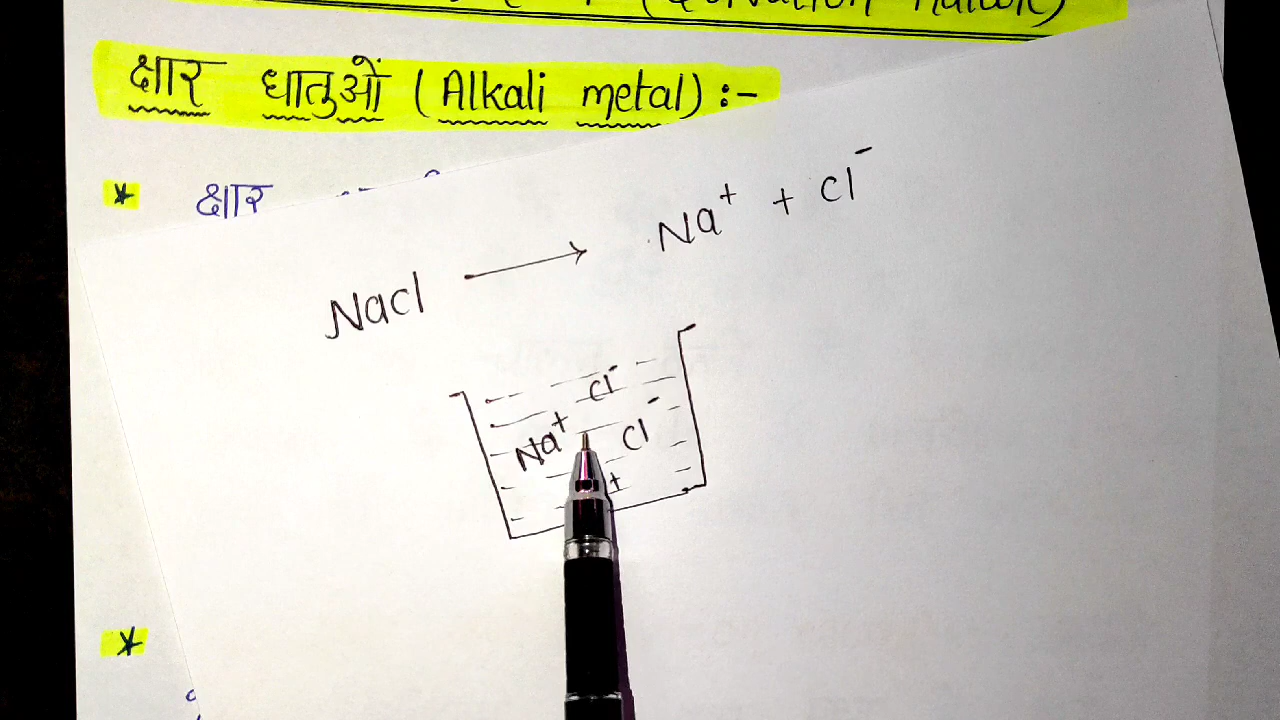 क्षार धातुओं (Alkali metal) :-
* क्षार
Nacl → Na⁺ + cl⁻
cl⁻
Na⁺ cl⁻
+
*